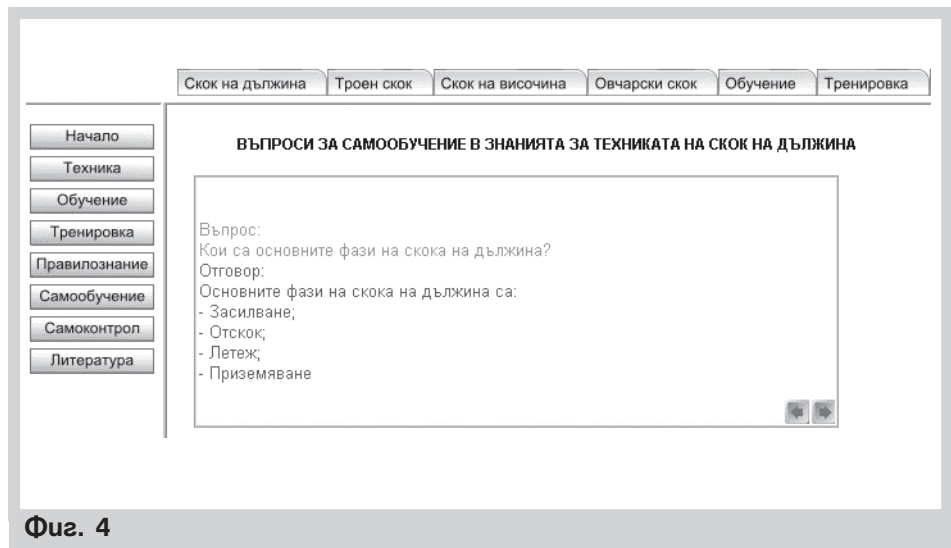 Скок на дължина Троен скок Скок на височина Овчарски скок Обучение Тренировка
Начало
Техника
Обучение
Тренировка
Правилознание
Самообучение
Самоконтрол
Литература
ВЪПРОСИ ЗА САМООБУЧЕНИЕ В ЗНАНИЯТА ЗА ТЕХНИКАТА НА СКОК НА ДЪЛЖИНА
Въпрос:
Кои са основните фази на скока на дължина?
Отговор:
Основните фази на скока на дължина са:
- Засилване;
- Отскок;
- Летеж;
- Приземяване
Фиг. 4